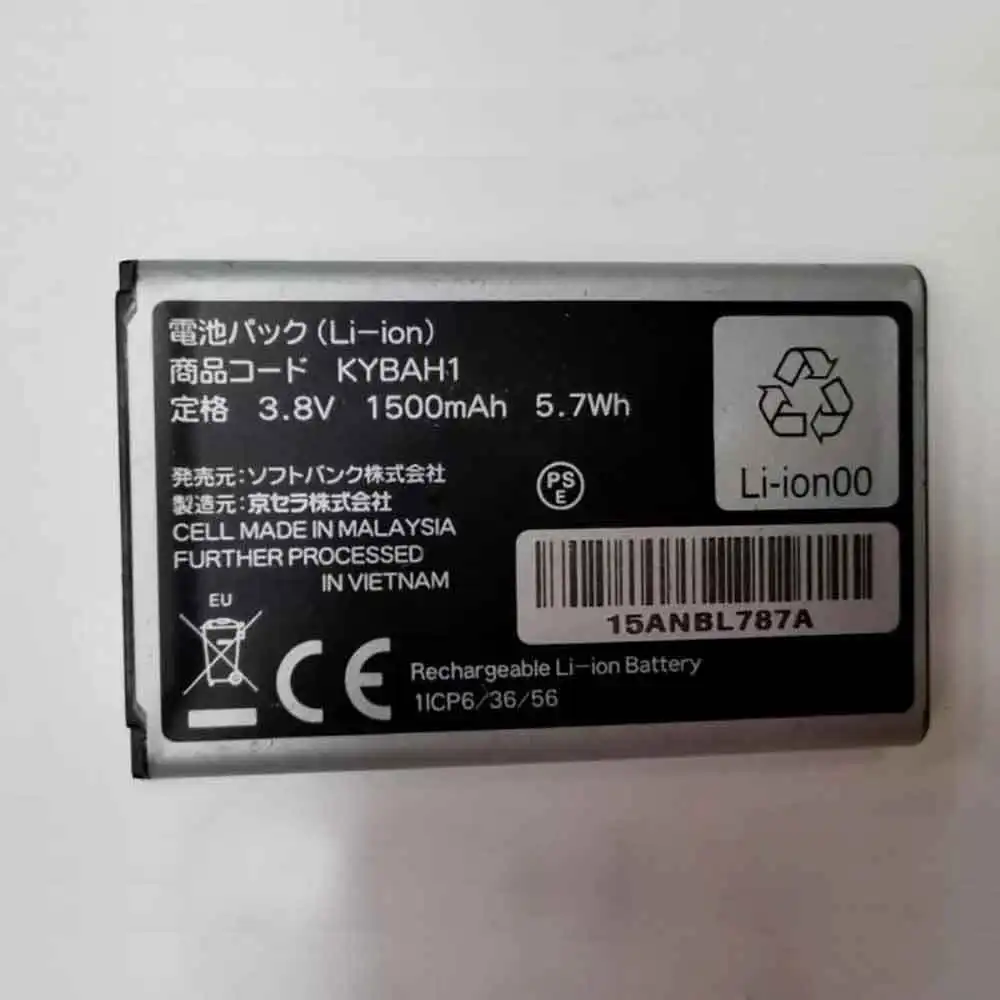 電池パック(Li-ion)
商品コード KYBAH1
定格 3.8V 1500mAh 5.7Wh
Li-ion00
発売元:ソフトバンク株式会社
製造元:京セラ株式会社
PS
E
CELL MADE IN MALAYSIA
FURTHER PROCESSED
IN VIETNAM
15ANBL787A
EU
CE
Rechargeable Li-ion Battery
1ICP6/36/56